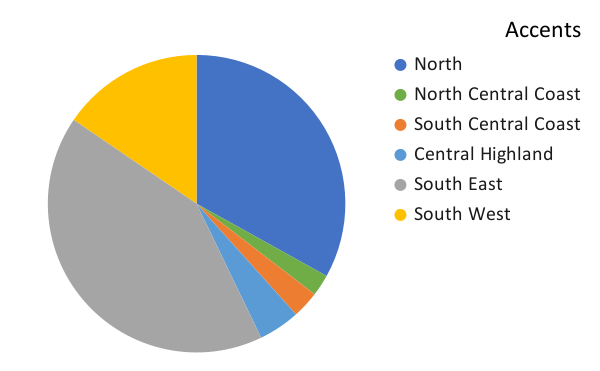 Accents
North
North Central Coast
South Central Coast
Central Highland
South East
South West